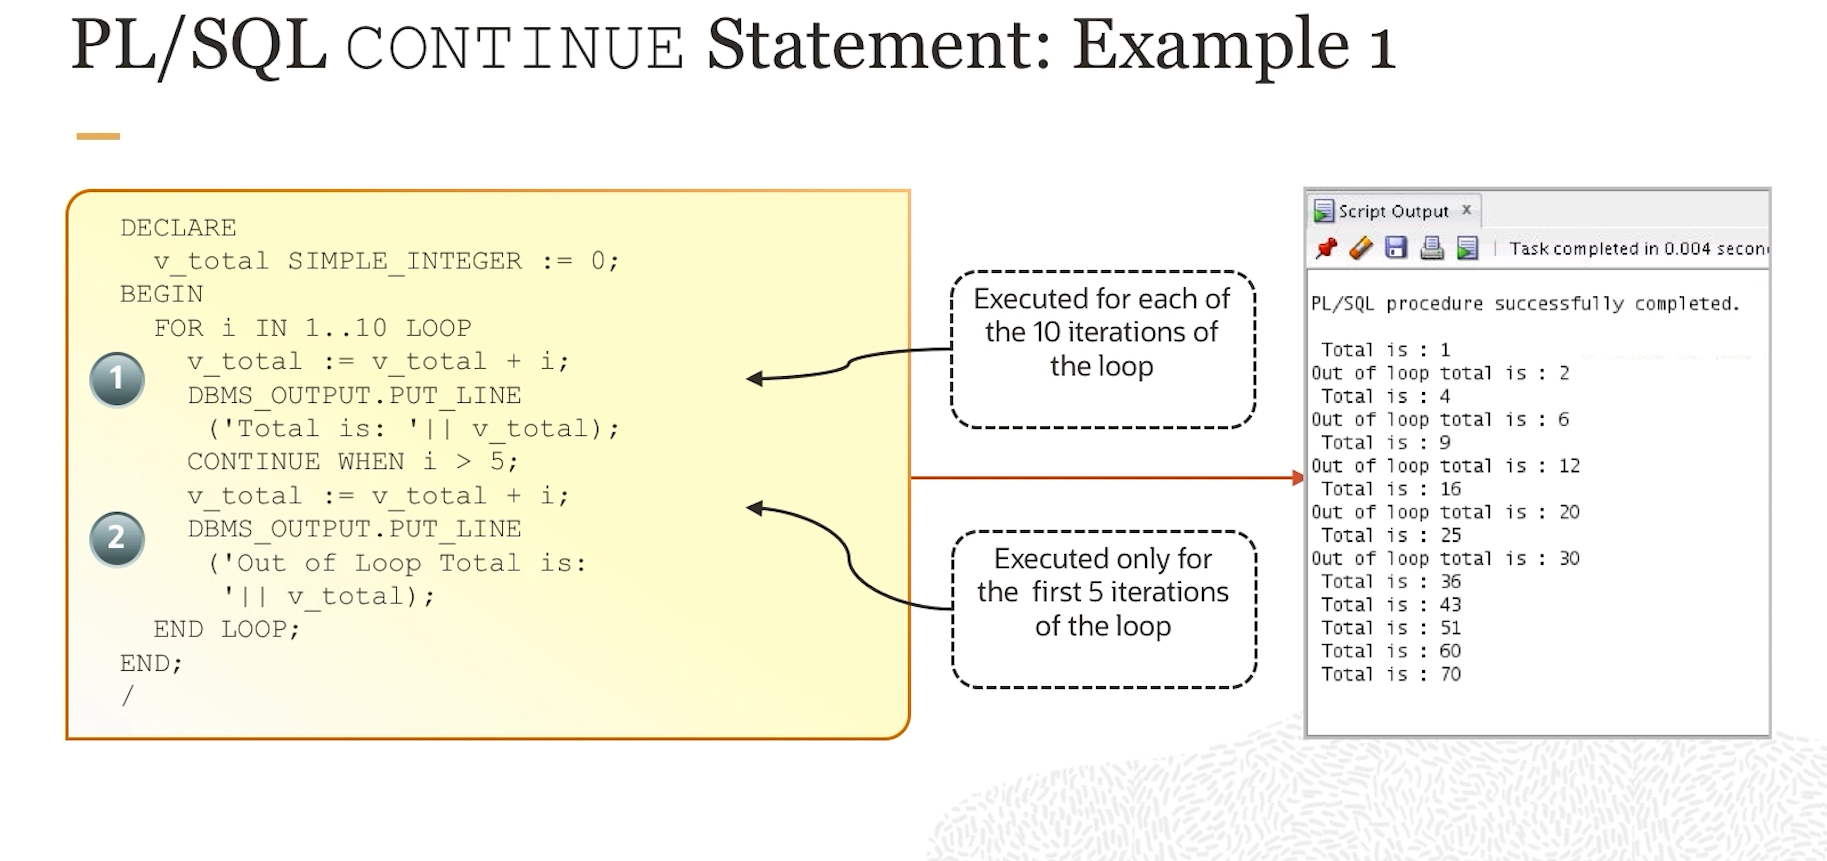 PL/SQL CONTINUE Statement: Example 1
DECLARE
v_total SIMPLE_INTEGER := 0;
BEGIN
FOR i IN 1..10 LOOP
1
v_total := v_total + i;
DBMS_OUTPUT.PUT_LINE
('Total is: '|| v_total);
CONTINUE WHEN i > 5;
v_total := v_total + i;
2
DBMS_OUTPUT.PUT_LINE
('Out of Loop Total is:
'|| v_total);
END LOOP;
END;
/
Executed for each of
the 10 iterations of
the loop
Executed only for
the first 5 iterations
of the loop
Script Output x
Task completed in 0.004 secon
PL/SQL procedure successfully completed.
Total is : 1
Out of loop total is : 2
Total is : 4
Out of loop total is : 6
Total is : 9
Out of loop total is : 12
Total is : 16
Out of loop total is : 20
Total is : 25
Out of loop total is : 30
Total is : 36
Total is : 43
Total is : 51
Total is : 60
Total is : 70